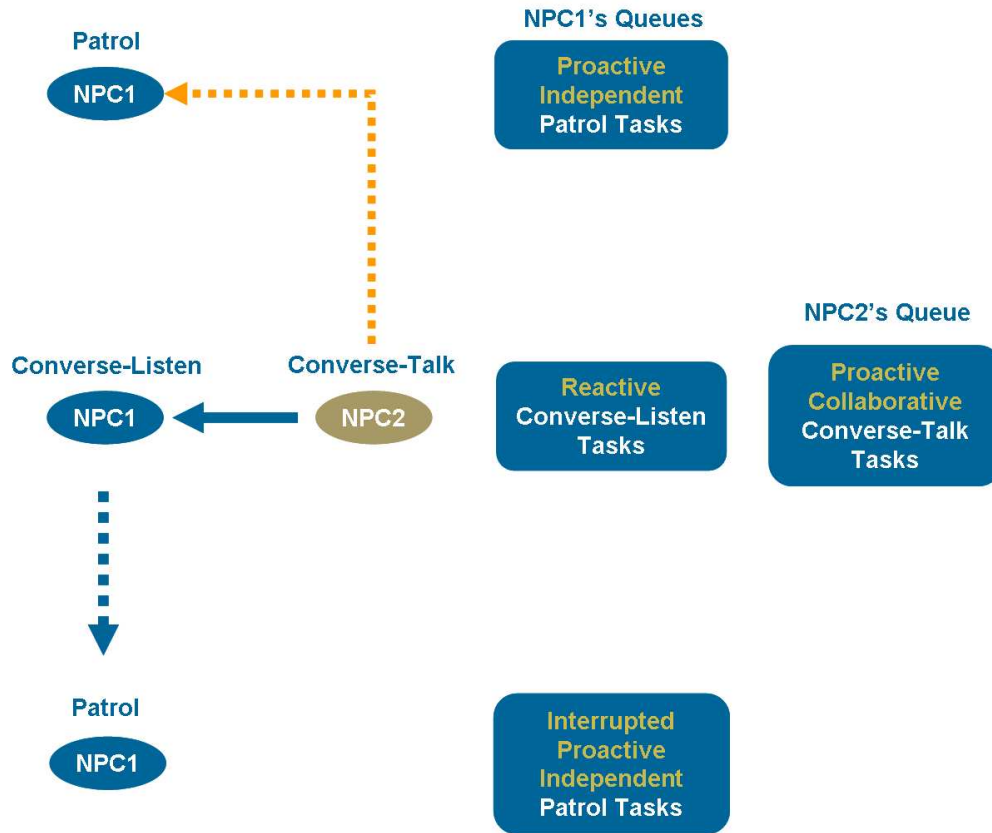 NPC1's Queues
Patrol
NPC1
Proactive
Independent
Patrol Tasks
NPC2's Queue
Converse-Listen
Converse-Talk
NPC1
NPC2
Reactive
Converse-Listen
Tasks
Proactive
Collaborative
Converse-Talk
Tasks
Patrol
NPC1
Interrupted
Proactive
Independent
Patrol Tasks